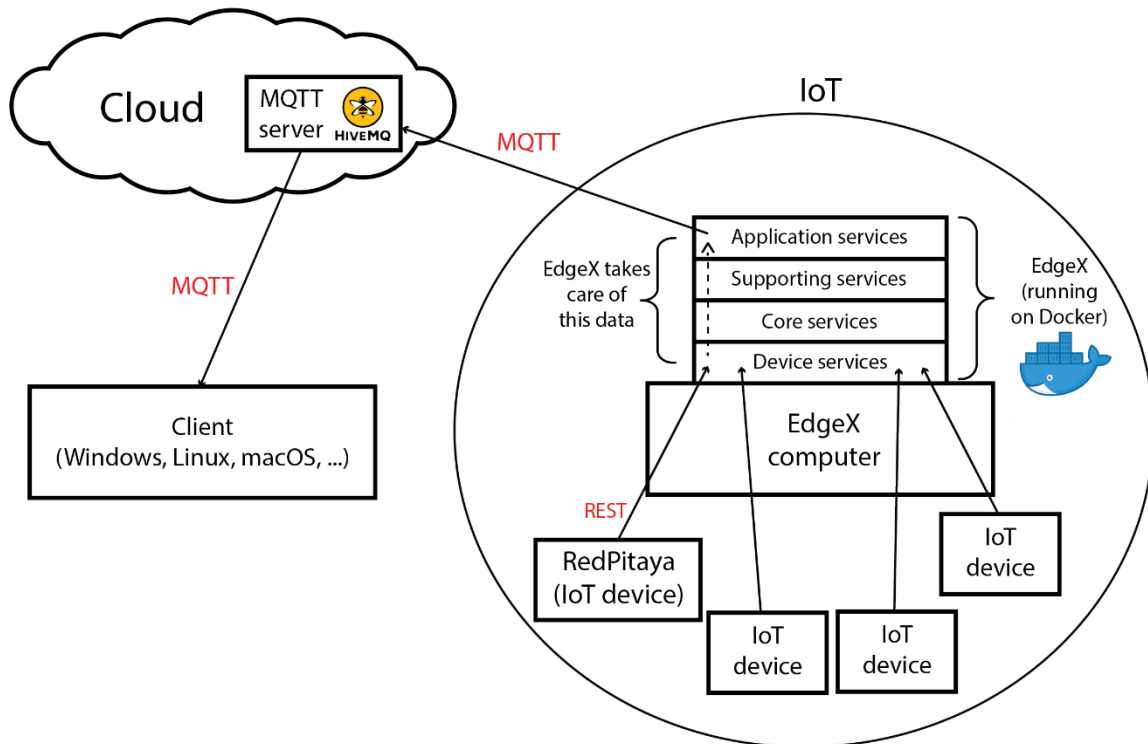 Cloud
MQTT
server
HIVEMQ
MQTT
MQTT
Client
(Windows, Linux, macOS, ...)
IoT
EdgeX takes
care of
this data
Application services
Supporting services
Core services
Device services
EdgeX
(running
on Docker)
EdgeX
computer
REST
RedPitaya
(IoT device)
IoT
device
IoT
device
IoT
device